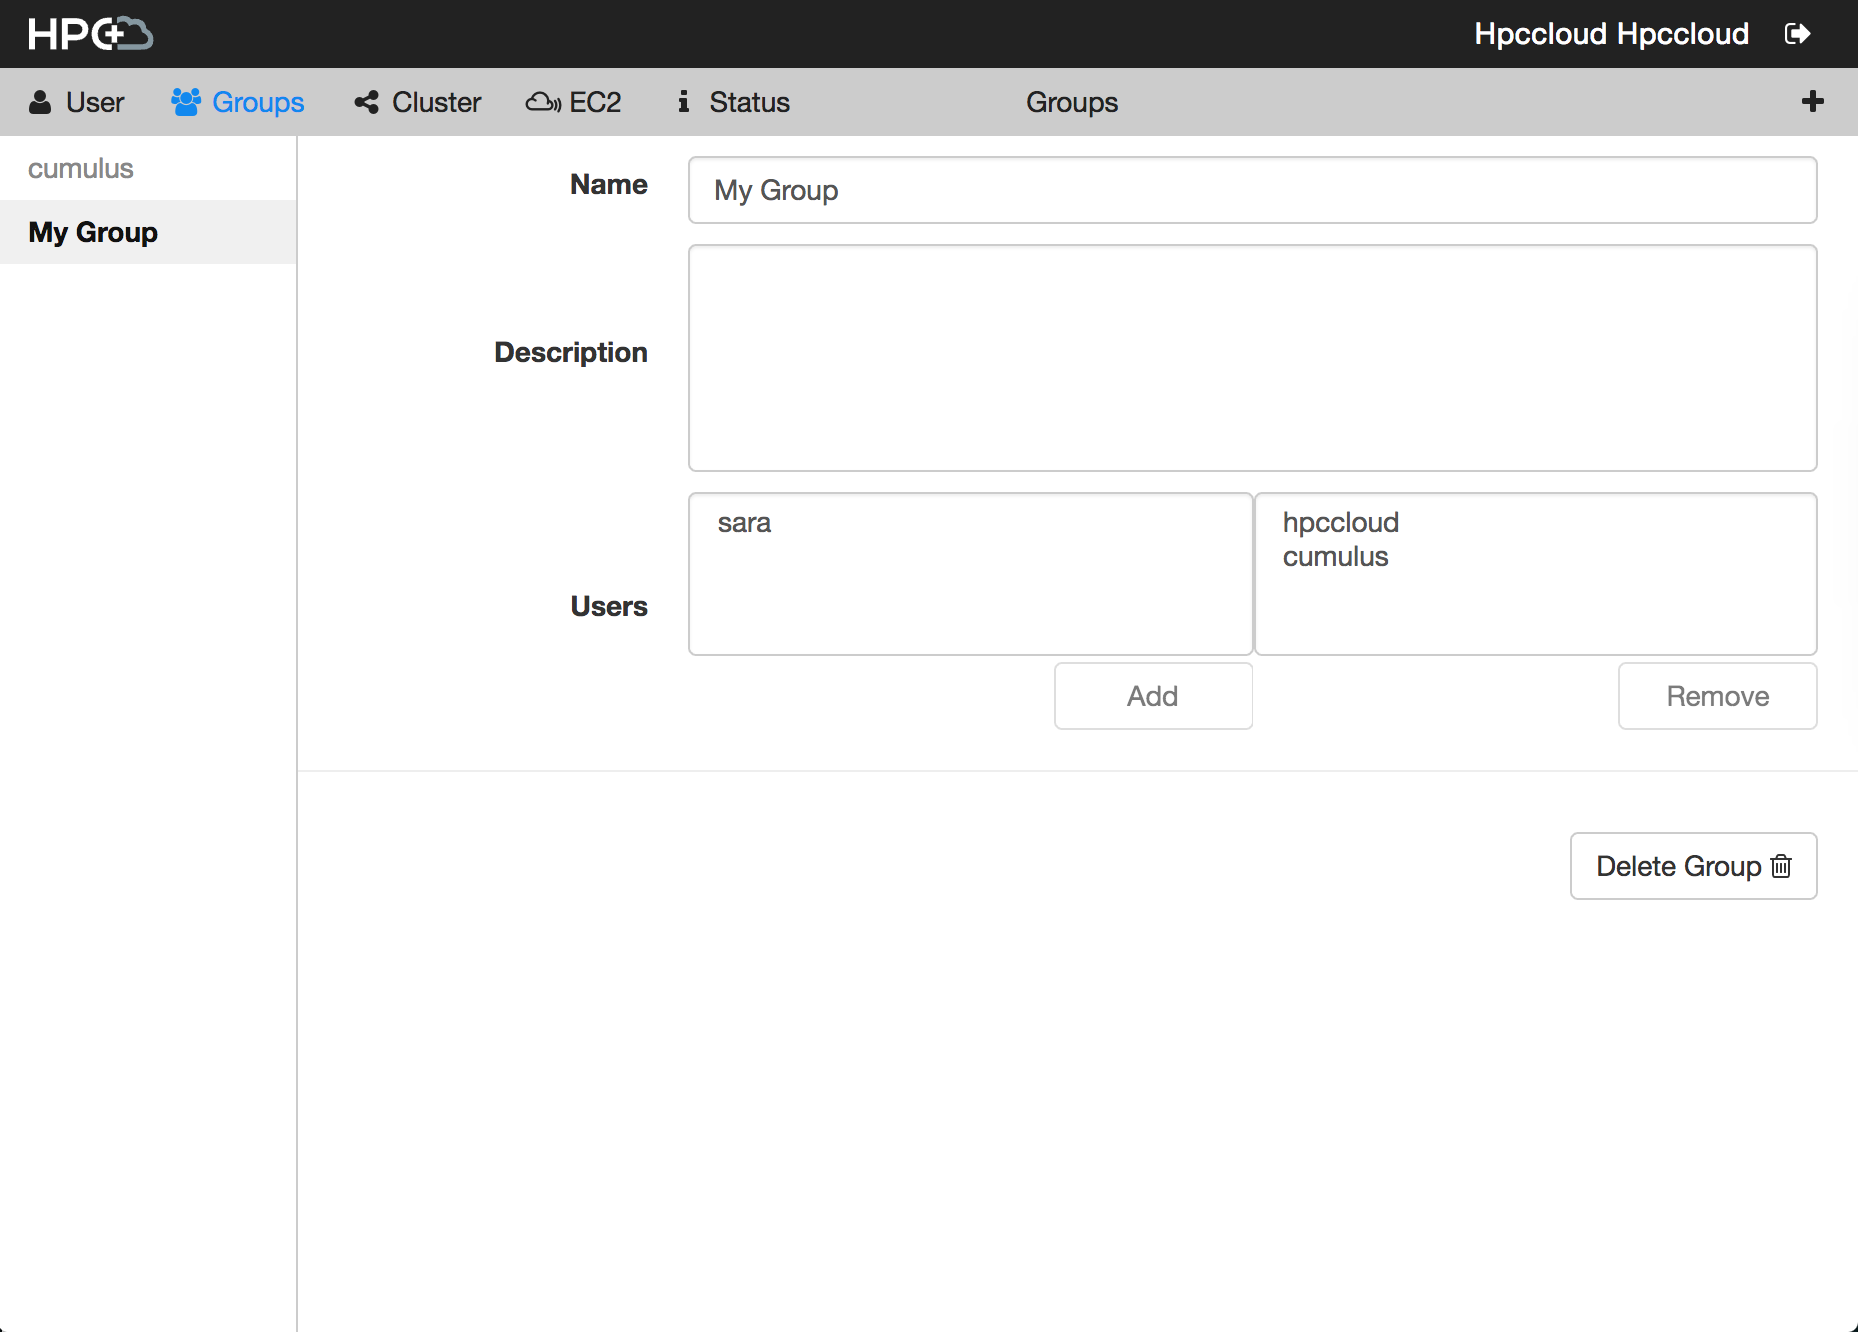 HPC
Hpccloud Hpccloud
User Groups Cluster EC2 Status Groups
cumulus
My Group
Name
My Group
Description
Users
sara
hpccloud
cumulus
Add
Remove
Delete Group